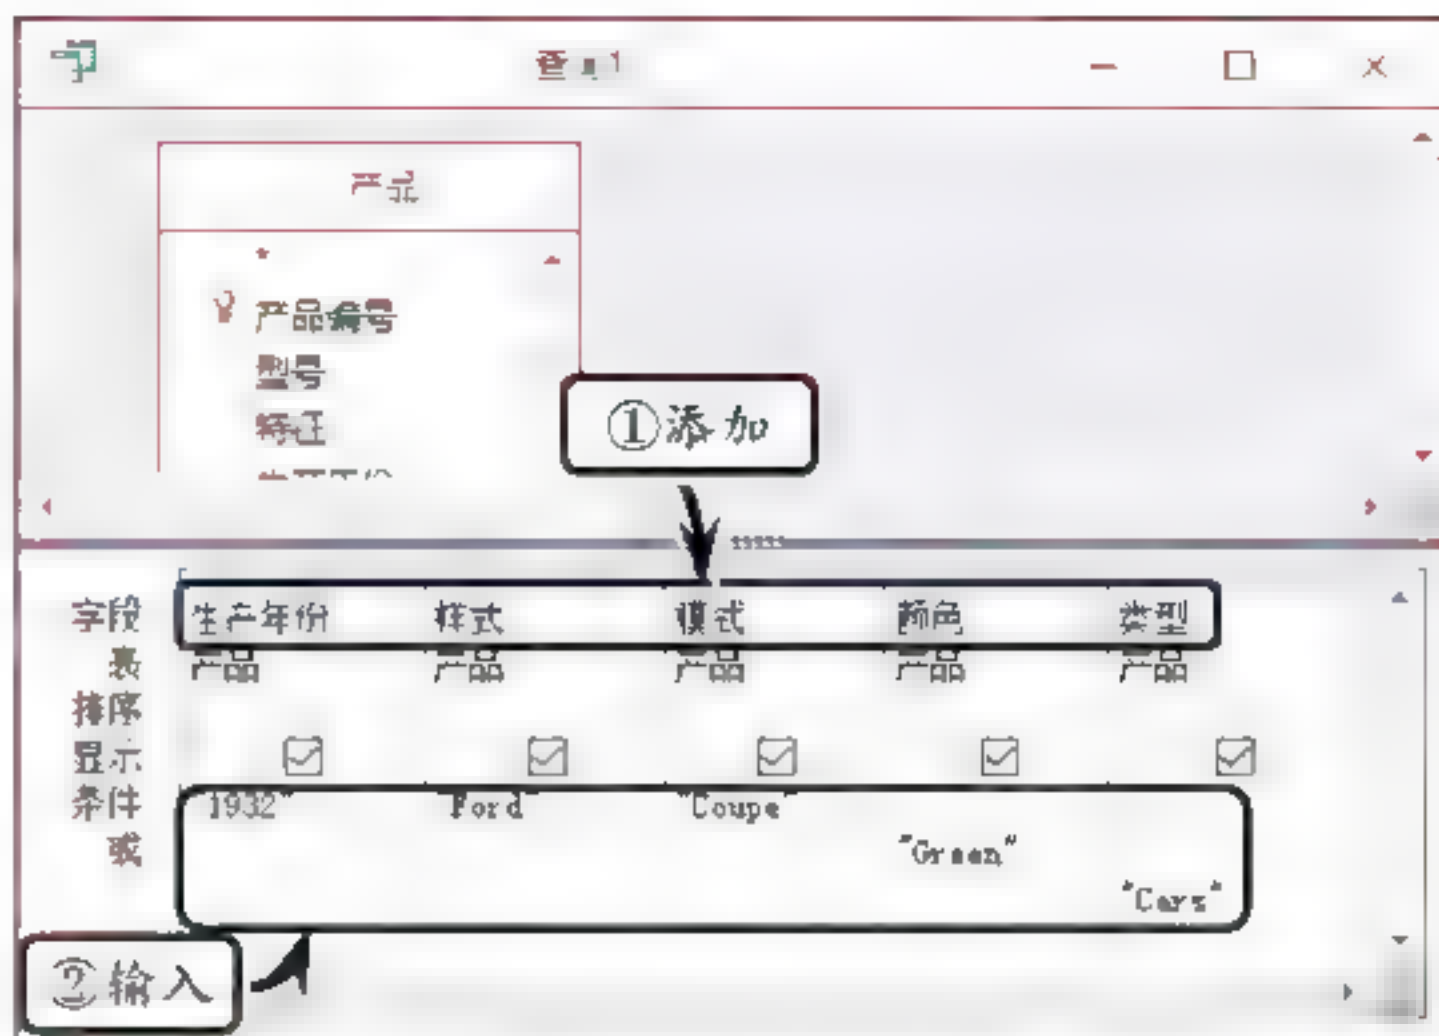 查询1
产品
*
产品编号
型号
特征
①添加
字段 生产年份 样式 模式 颜色 类型
表 产品 产品 产品 产品 产品
排序
显示
条件 "1932" "Ford" "Coupe"
或 "Green"
"Cars"
②输入